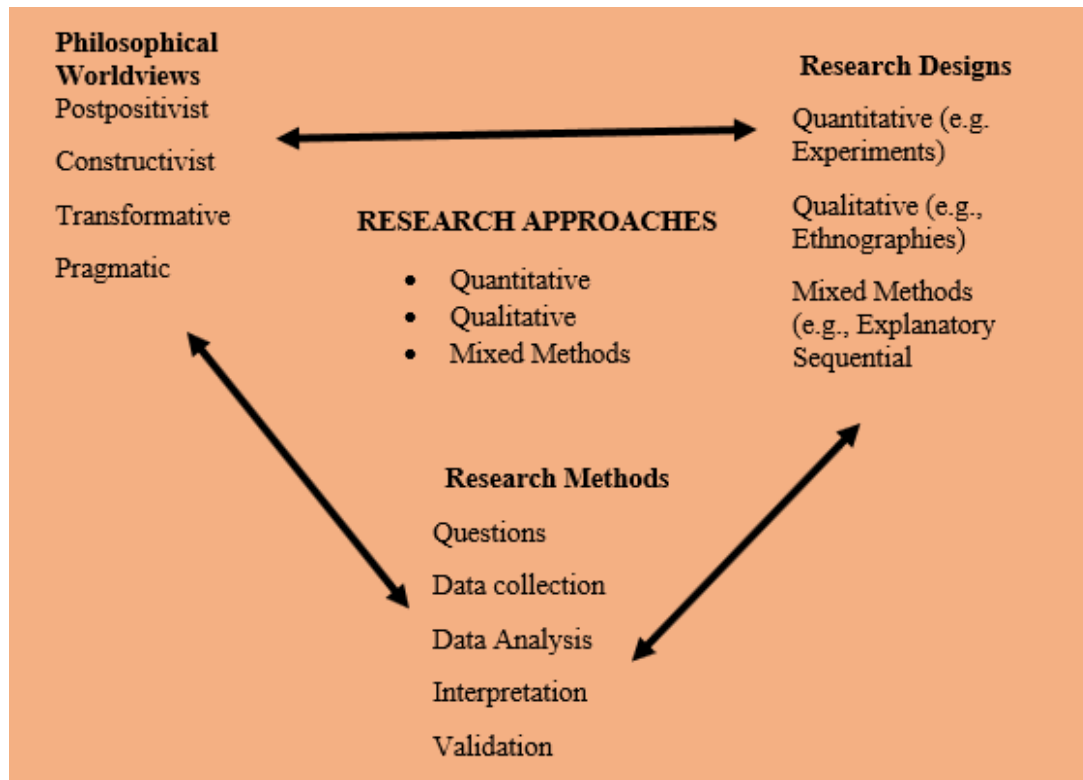 Philosophical
Worldviews
Postpositivist
Constructivist
Transformative
Pragmatic
Research Designs
Quantitative (e.g.
Experiments)
Qualitative (e.g.,
Ethnographies)
Mixed Methods
(e.g., Explanatory
Sequential
RESEARCH APPROACHES
• Quantitative
• Qualitative
• Mixed Methods
Research Methods
Questions
Data collection
Data Analysis
Interpretation
Validation